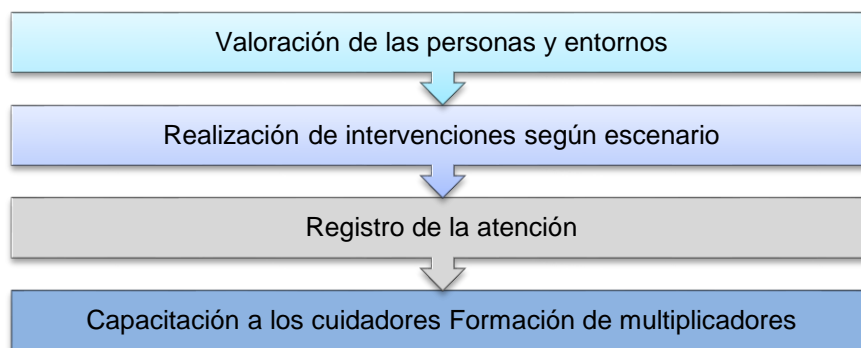 Valoración de las personas y entornos
Realización de intervenciones según escenario
Registro de la atención
Capacitación a los cuidadores Formación de multiplicadores